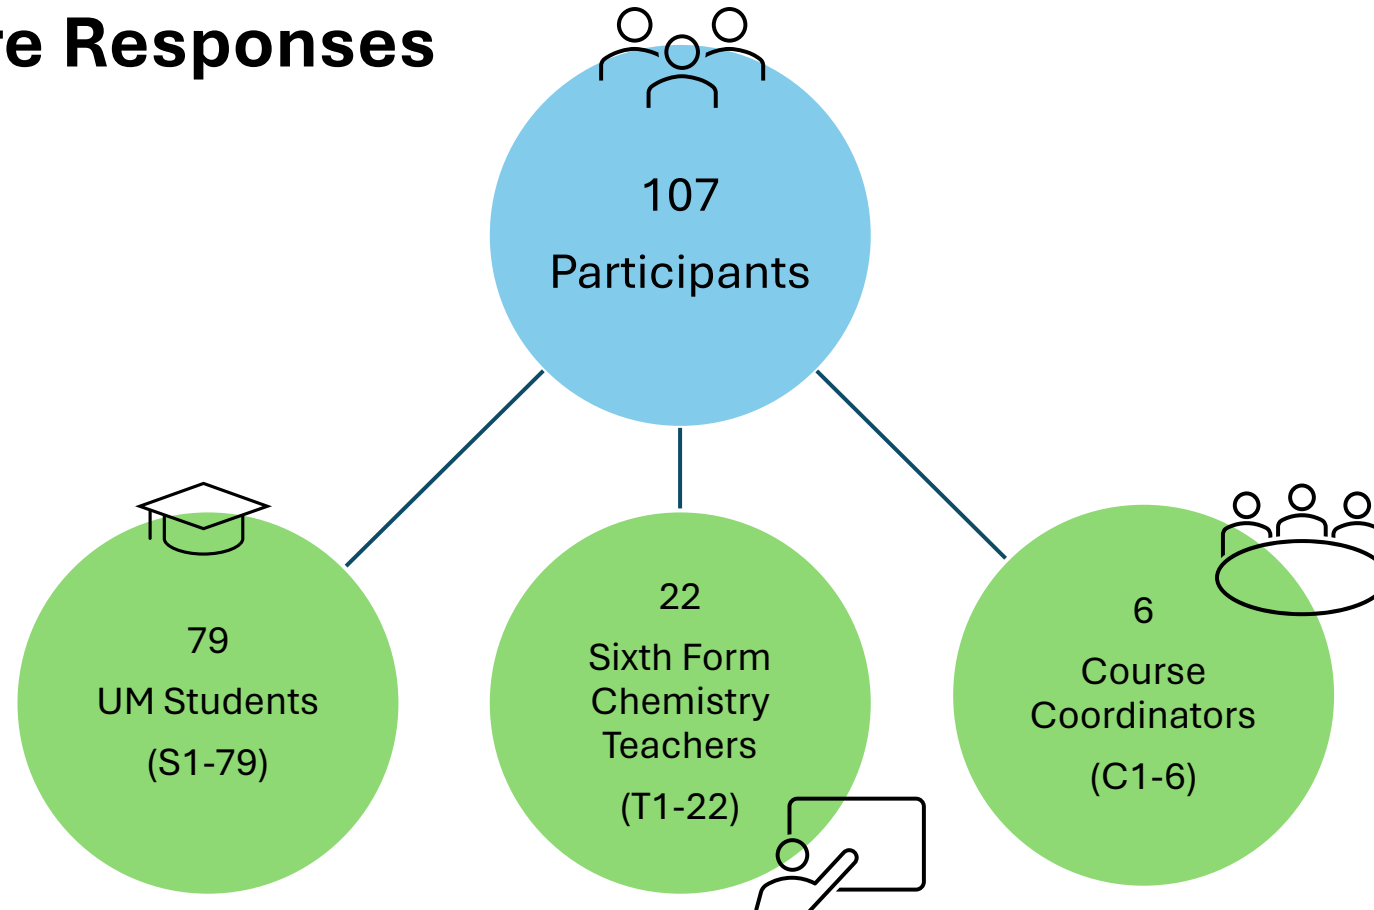 re Responses
107
Participants
79
UM Students
(S1-79)
22
Sixth Form
Chemistry
Teachers
(T1-22)
6
Course
Coordinators
(C1-6)